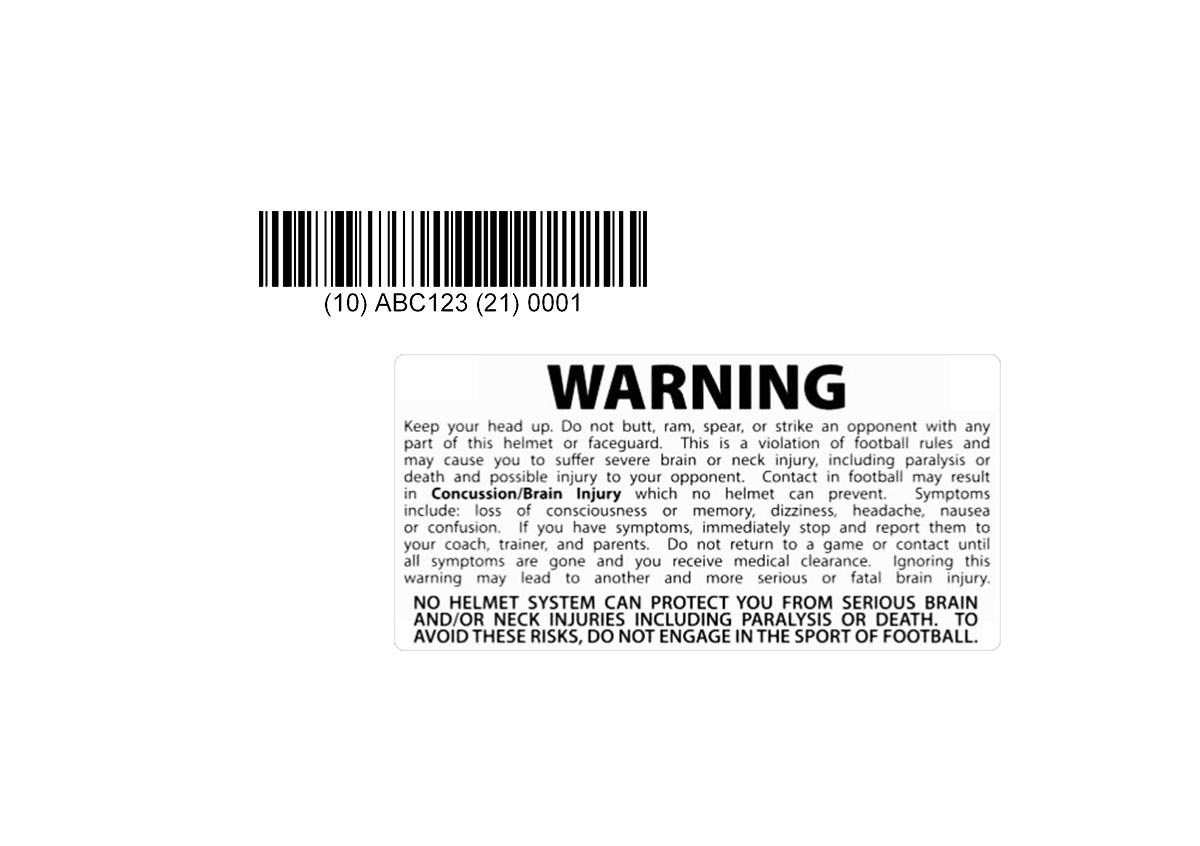 (10) ABC123 (21) 0001
WARNING
Keep your head up. Do not butt, ram, spear, or strike an opponent with any
part of this helmet or faceguard. This is a violation of football rules and
may cause you to suffer severe brain or neck injury, including paralysis or
death and possible injury to your opponent. Contact in football may result
in Concussion/Brain Injury which no helmet can prevent. Symptoms
include: loss of consciousness or memory, dizziness, headache, nausea
or confusion. If you have symptoms, immediately stop and report them to
your coach, trainer, and parents. Do not return to a game or contact until
all symptoms are gone and you receive medical clearance. Ignoring this
warning may lead to another and more serious or fatal brain injury.
NO HELMET SYSTEM CAN PROTECT YOU FROM SERIOUS BRAIN
AND/OR NECK INJURIES INCLUDING PARALYSIS OR DEATH. TO
AVOID THESE RISKS, DO NOT ENGAGE IN THE SPORT OF FOOTBALL.